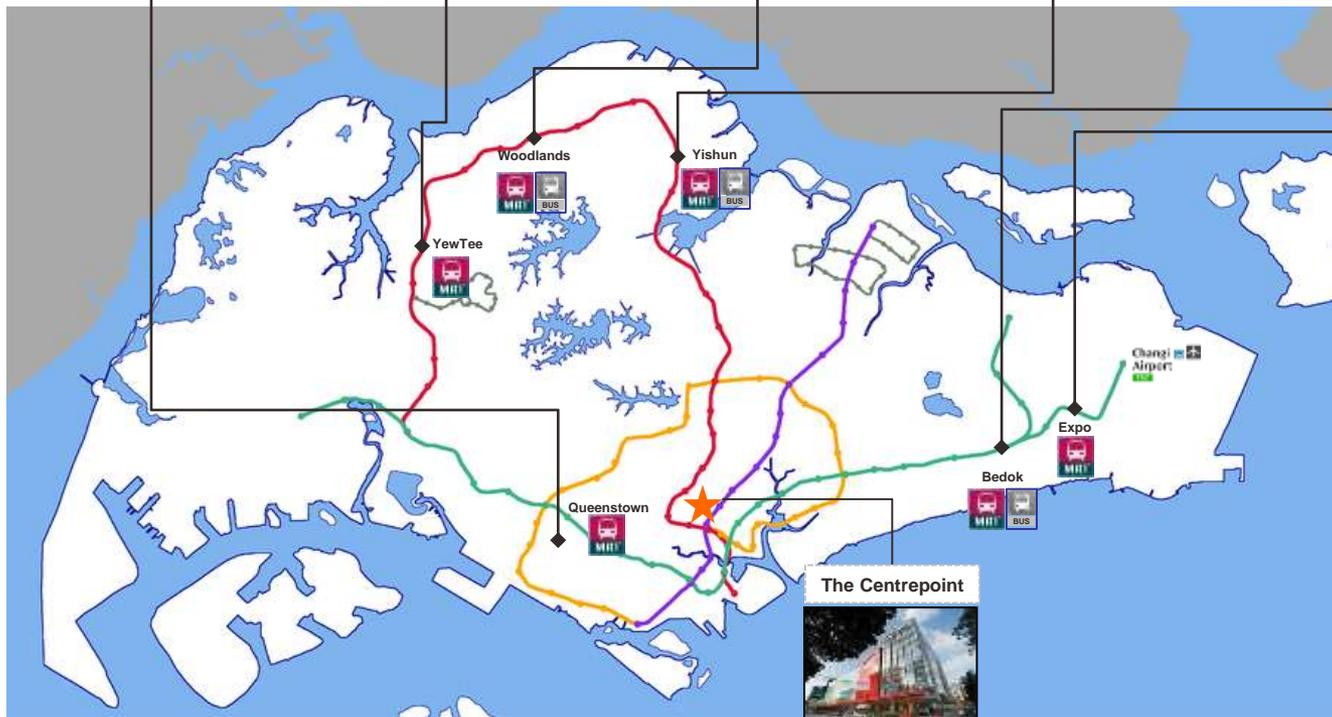 Woodlands
MRT
BUS
Yishun
MRT
BUS
YewTee
MRT
Changi
Airport
Expo
MRT
Bedok
MRT
BUS
Queenstown
MRT
The Centrepoint